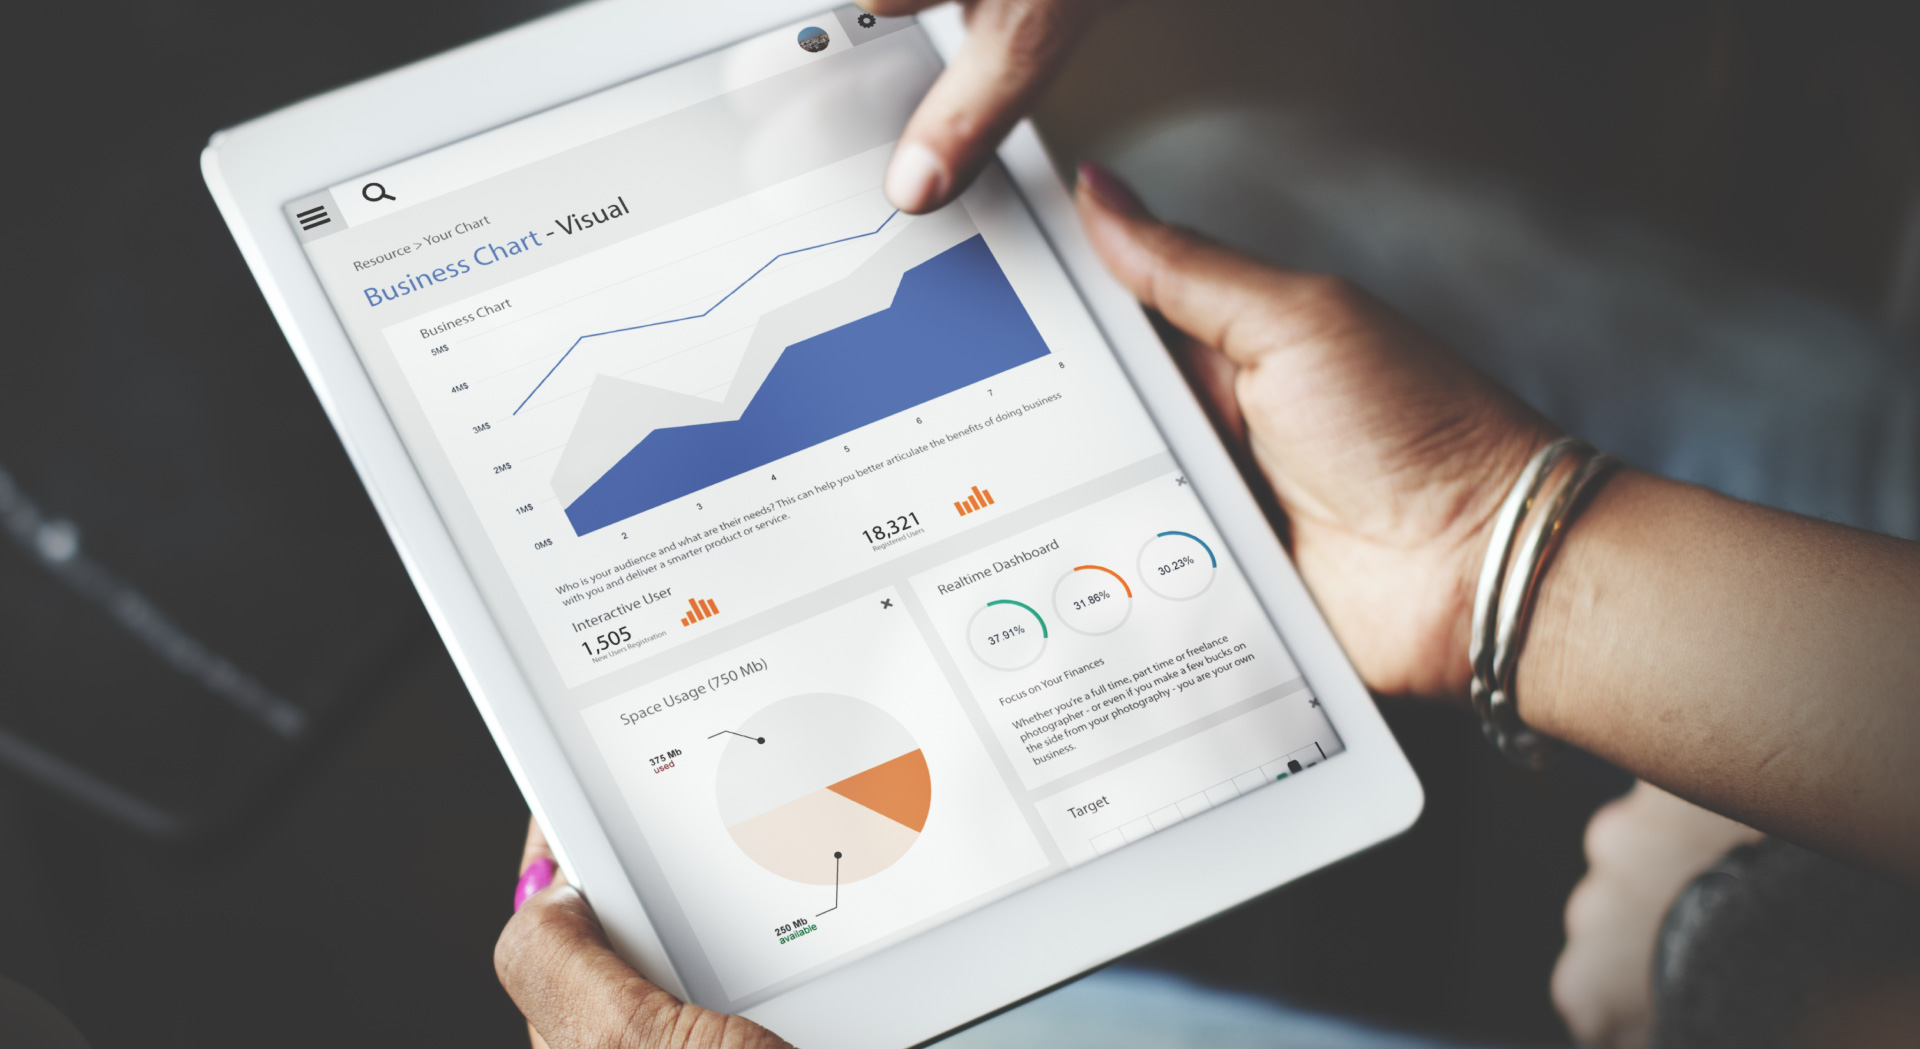 Resource > Your Chart
Business Chart - Visual
Business Chart
5M$
4M$
3M$
2M$
1M$
0M$
2
3
4
5
6
7
8
Who is your audience and what are their needs? This can help you better articulate the benefits of doing business
with you and deliver a smarter product or service.
Interactive User
1,505
New Users Registration
18,321
Registered Users
Space Usage (750 Mb)
375 Mb
used
250 Mb
available
Realtime Dashboard
37.91%
31.86%
30.23%
Focus on Your Finances
Whether you're a full time, part time or freelance
photographer - or even if you make a few bucks on
the side from your photography - you are your own
business.
Target